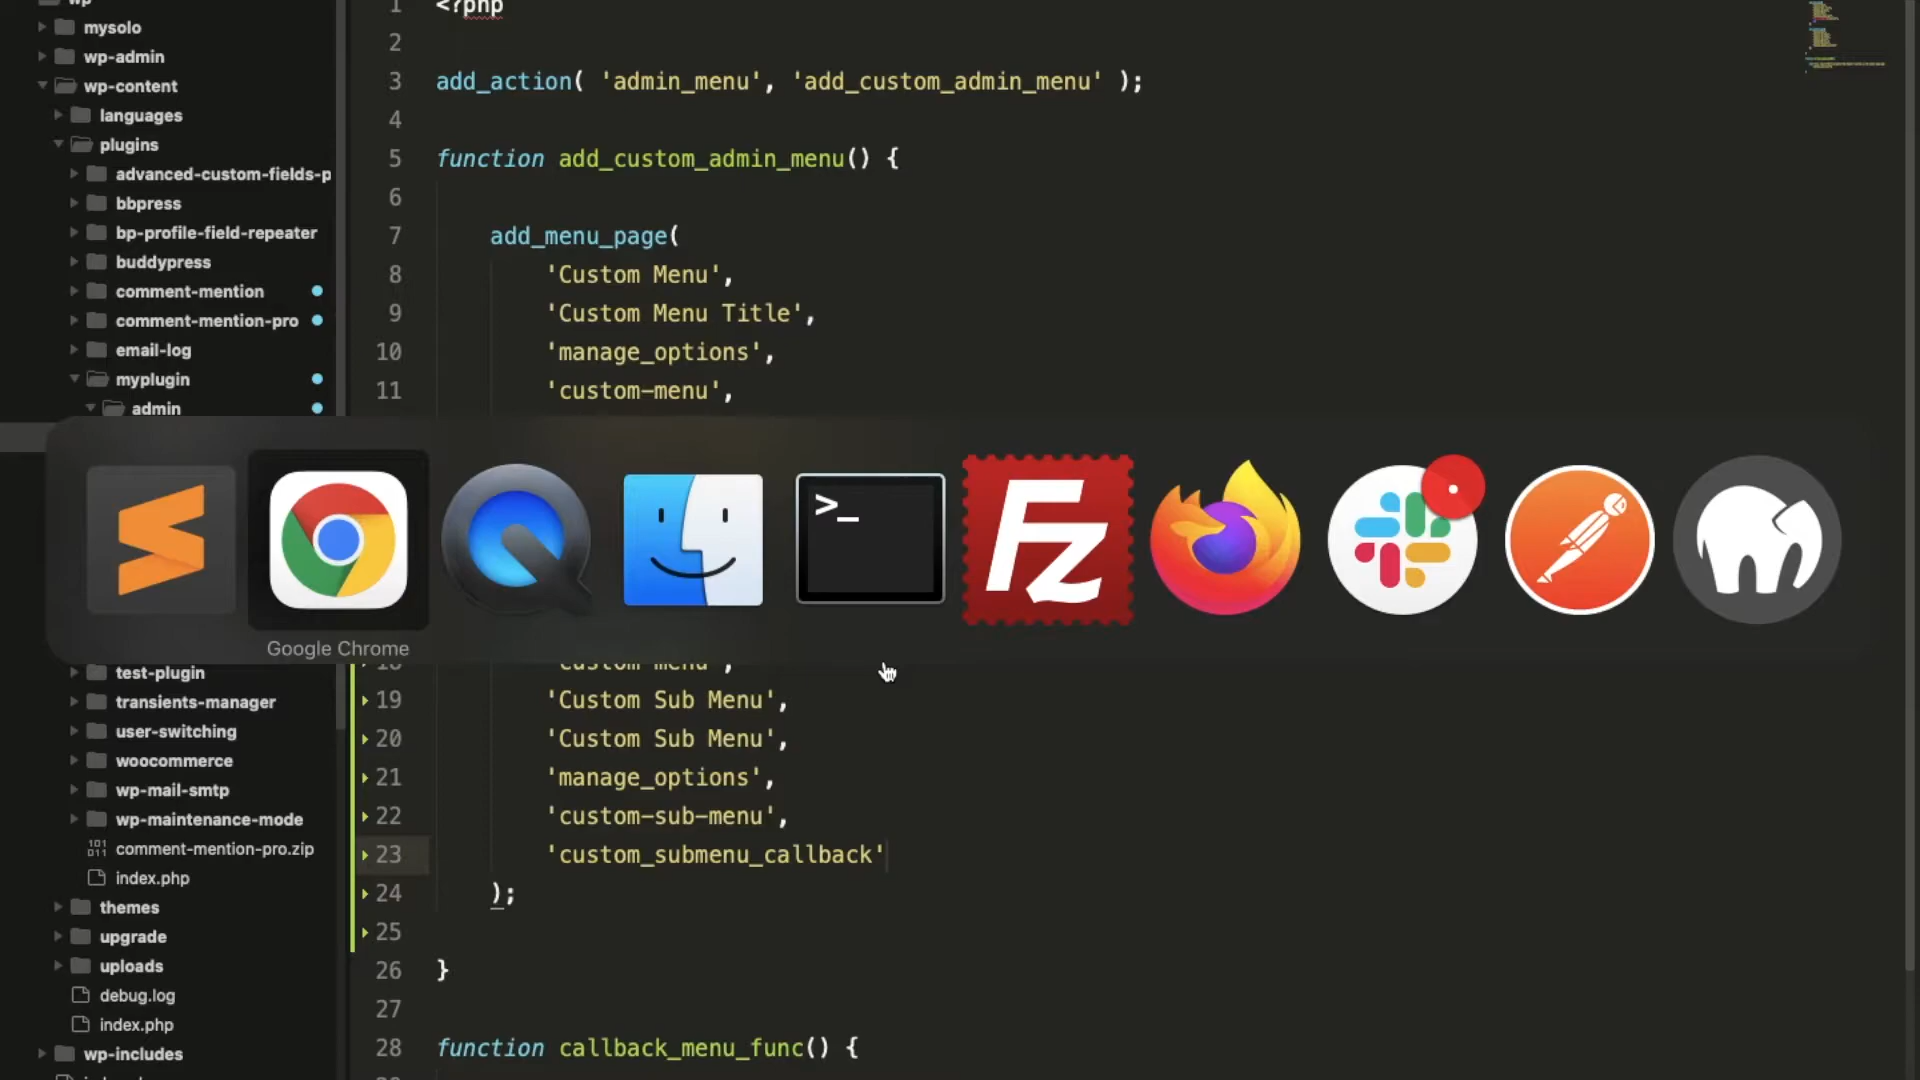 wp
mysolo
wp-admin
wp-content
languages
plugins
advanced-custom-fields-p
bbpress
bp-profile-field-repeater
buddypress
comment-mention
comment-mention-pro
email-log
myplugin
admin
1 <?php
2
3 add_action( 'admin_menu', 'add_custom_admin_menu' );
4
5 function add_custom_admin_menu() {
6
7 add_menu_page(
8 'Custom Menu',
9 'Custom Menu Title',
10 'manage_options',
11 'custom-menu',
>_
Fz
Google Chrome
test-plugin
transients-manager
user-switching
woocommerce
wp-mail-smtp
wp-maintenance-mode
comment-mention-pro.zip
index.php
themes
upgrade
uploads
debug.log
index.php
wp-includes
18 'custom menu',
19 'Custom Sub Menu',
20 'Custom Sub Menu',
21 'manage_options',
22 'custom-sub-menu',
23 'custom_submenu_callback'
24 );
25
26 }
27
28 function callback_menu_func() {